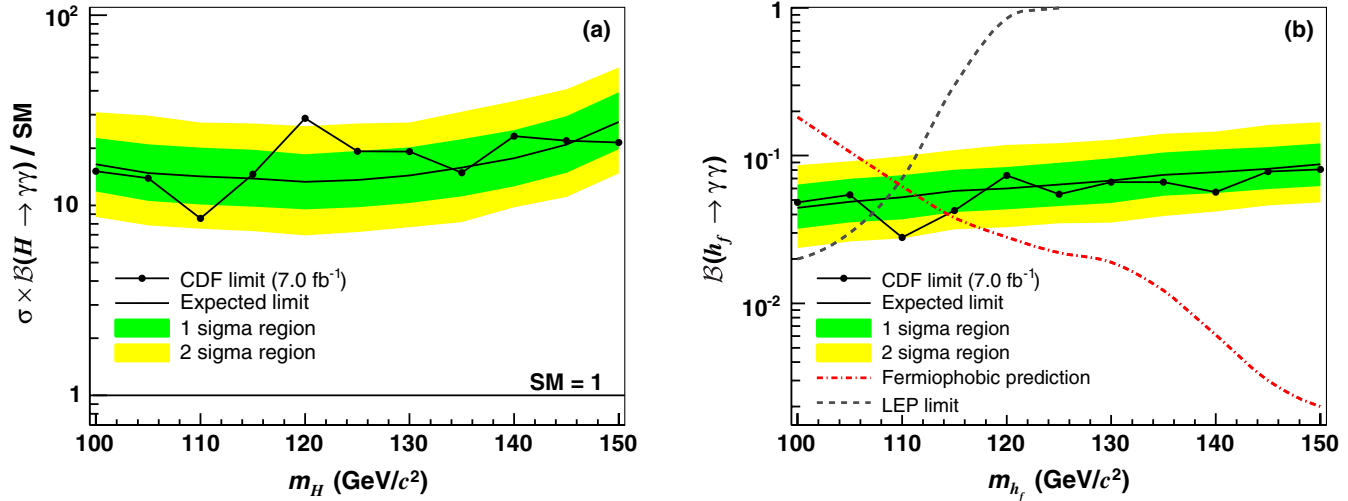 (a)
σ × B(H → γγ) / SM
10²
10
1
CDF limit (7.0 fb⁻¹)
Expected limit
1 sigma region
2 sigma region
SM = 1
100 110 120 130 140 150
m_H (GeV/c²)
(b)
B(h_f → γγ)
1
10⁻¹
10⁻²
CDF limit (7.0 fb⁻¹)
Expected limit
1 sigma region
2 sigma region
Fermiophobic prediction
LEP limit
100 110 120 130 140 150
m_{h_f} (GeV/c²)